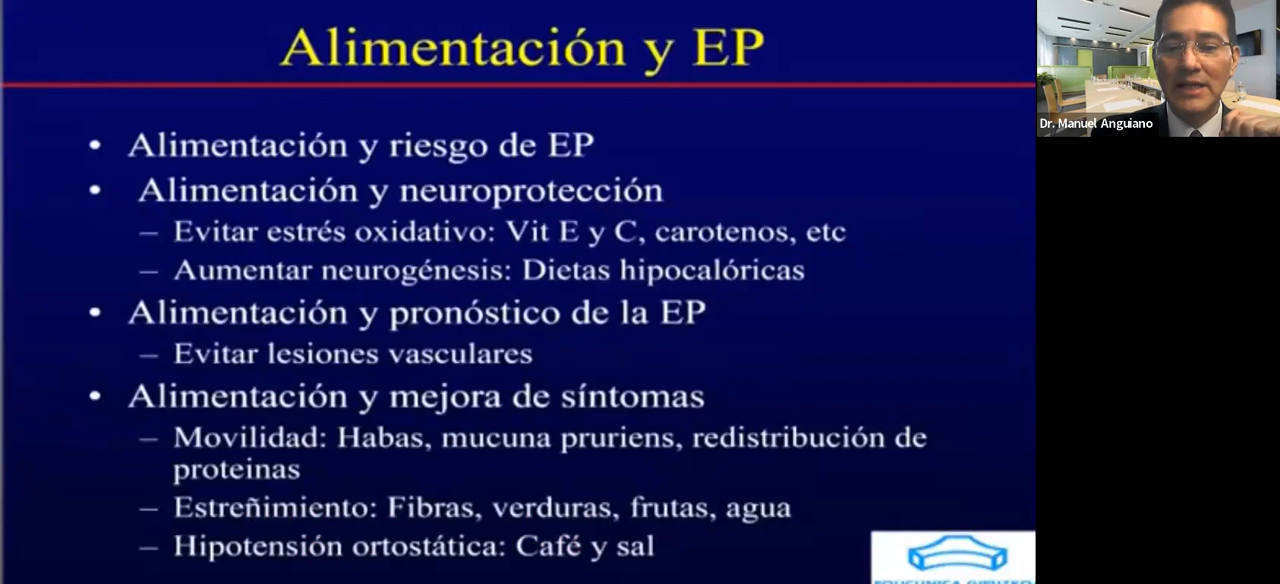 Alimentación y EP
• Alimentación y riesgo de EP
• Alimentación y neuroprotección
– Evitar estrés oxidativo: Vit E y C, carotenos, etc
– Aumentar neurogénesis: Dietas hipocalóricas
• Alimentación y pronóstico de la EP
– Evitar lesiones vasculares
• Alimentación y mejora de síntomas
– Movilidad: Habas, mucuna pruriens, redistribución de
proteinas
– Estreñimiento: Fibras, verduras, frutas, agua
– Hipotensión ortostática: Café y sal
Dr. Manuel Anguiano